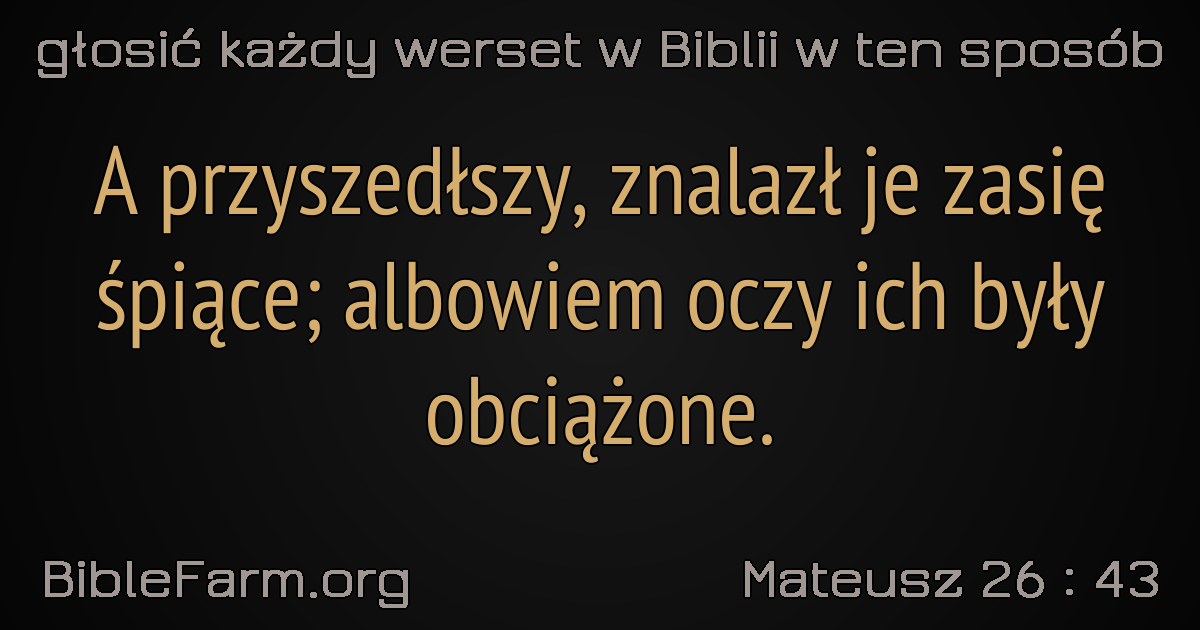 głosić każdy werset w Biblii w ten sposób
A przyszedłszy, znalazł je zasię
śpiące; albowiem oczy ich były
obciążone.
BibleFarm.org
Mateusz 26 : 43